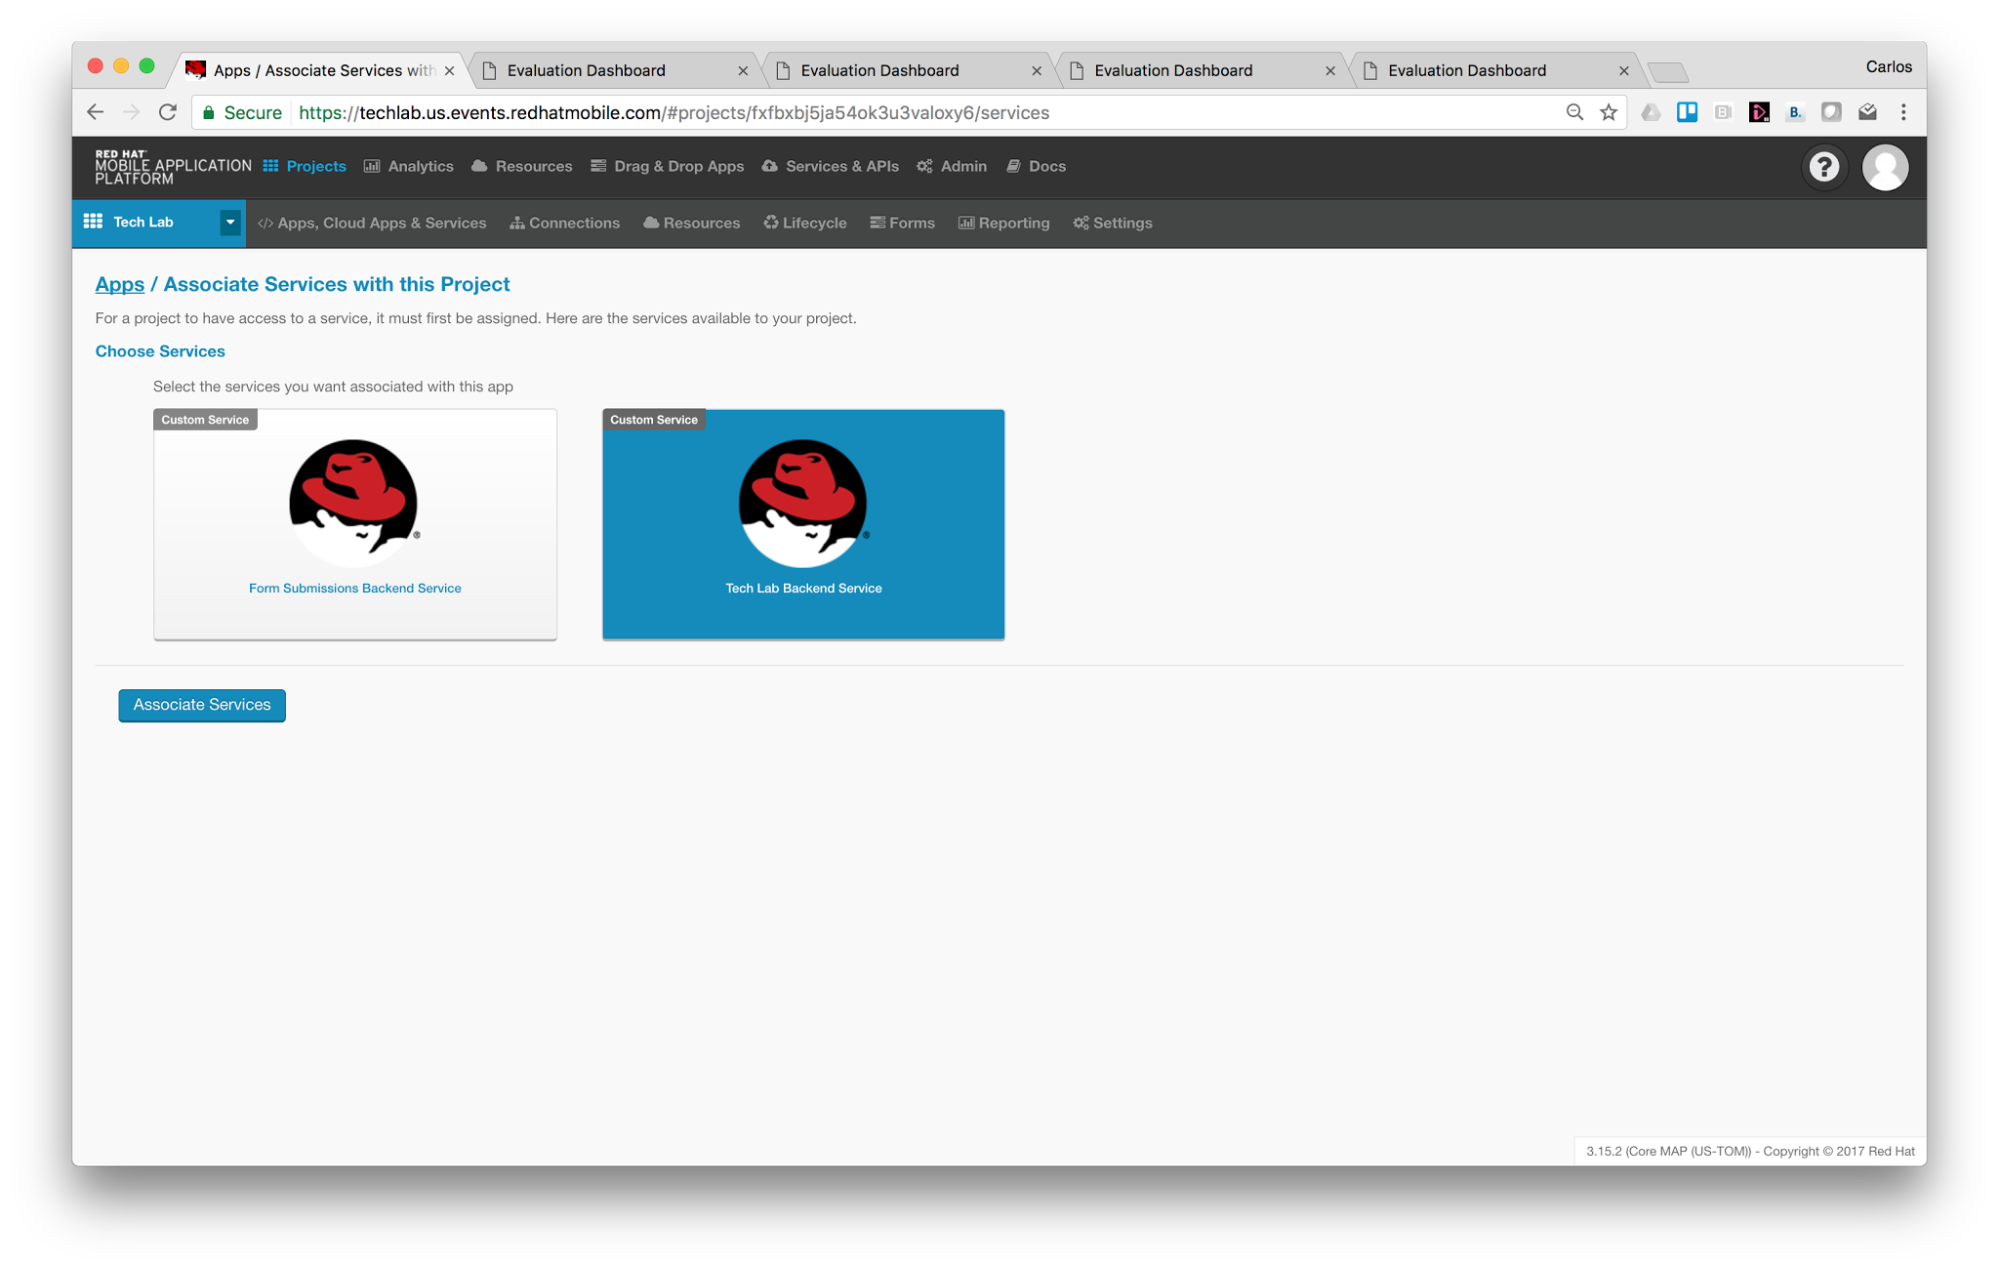 Apps / Associate Services with
Evaluation Dashboard
Evaluation Dashboard
Evaluation Dashboard
Evaluation Dashboard
Carlos
Secure https://techlab.us.events.redhatmobile.com/#projects/fxfbxbj5ja54ok3u3valoxy6/services
B.
RED HAT
MOBILE APPLICATION
PLATFORM
Projects Analytics Resources Drag & Drop Apps Services & APIs Admin Docs
?
Tech Lab
</> Apps, Cloud Apps & Services Connections Resources Lifecycle Forms Reporting Settings
Apps / Associate Services with this Project
For a project to have access to a service, it must first be assigned. Here are the services available to your project.
Choose Services
Select the services you want associated with this app
Custom Service
Form Submissions Backend Service
Custom Service
Tech Lab Backend Service
Associate Services
3.15.2 (Core MAP (US-TOM)) - Copyright © 2017 Red Hat